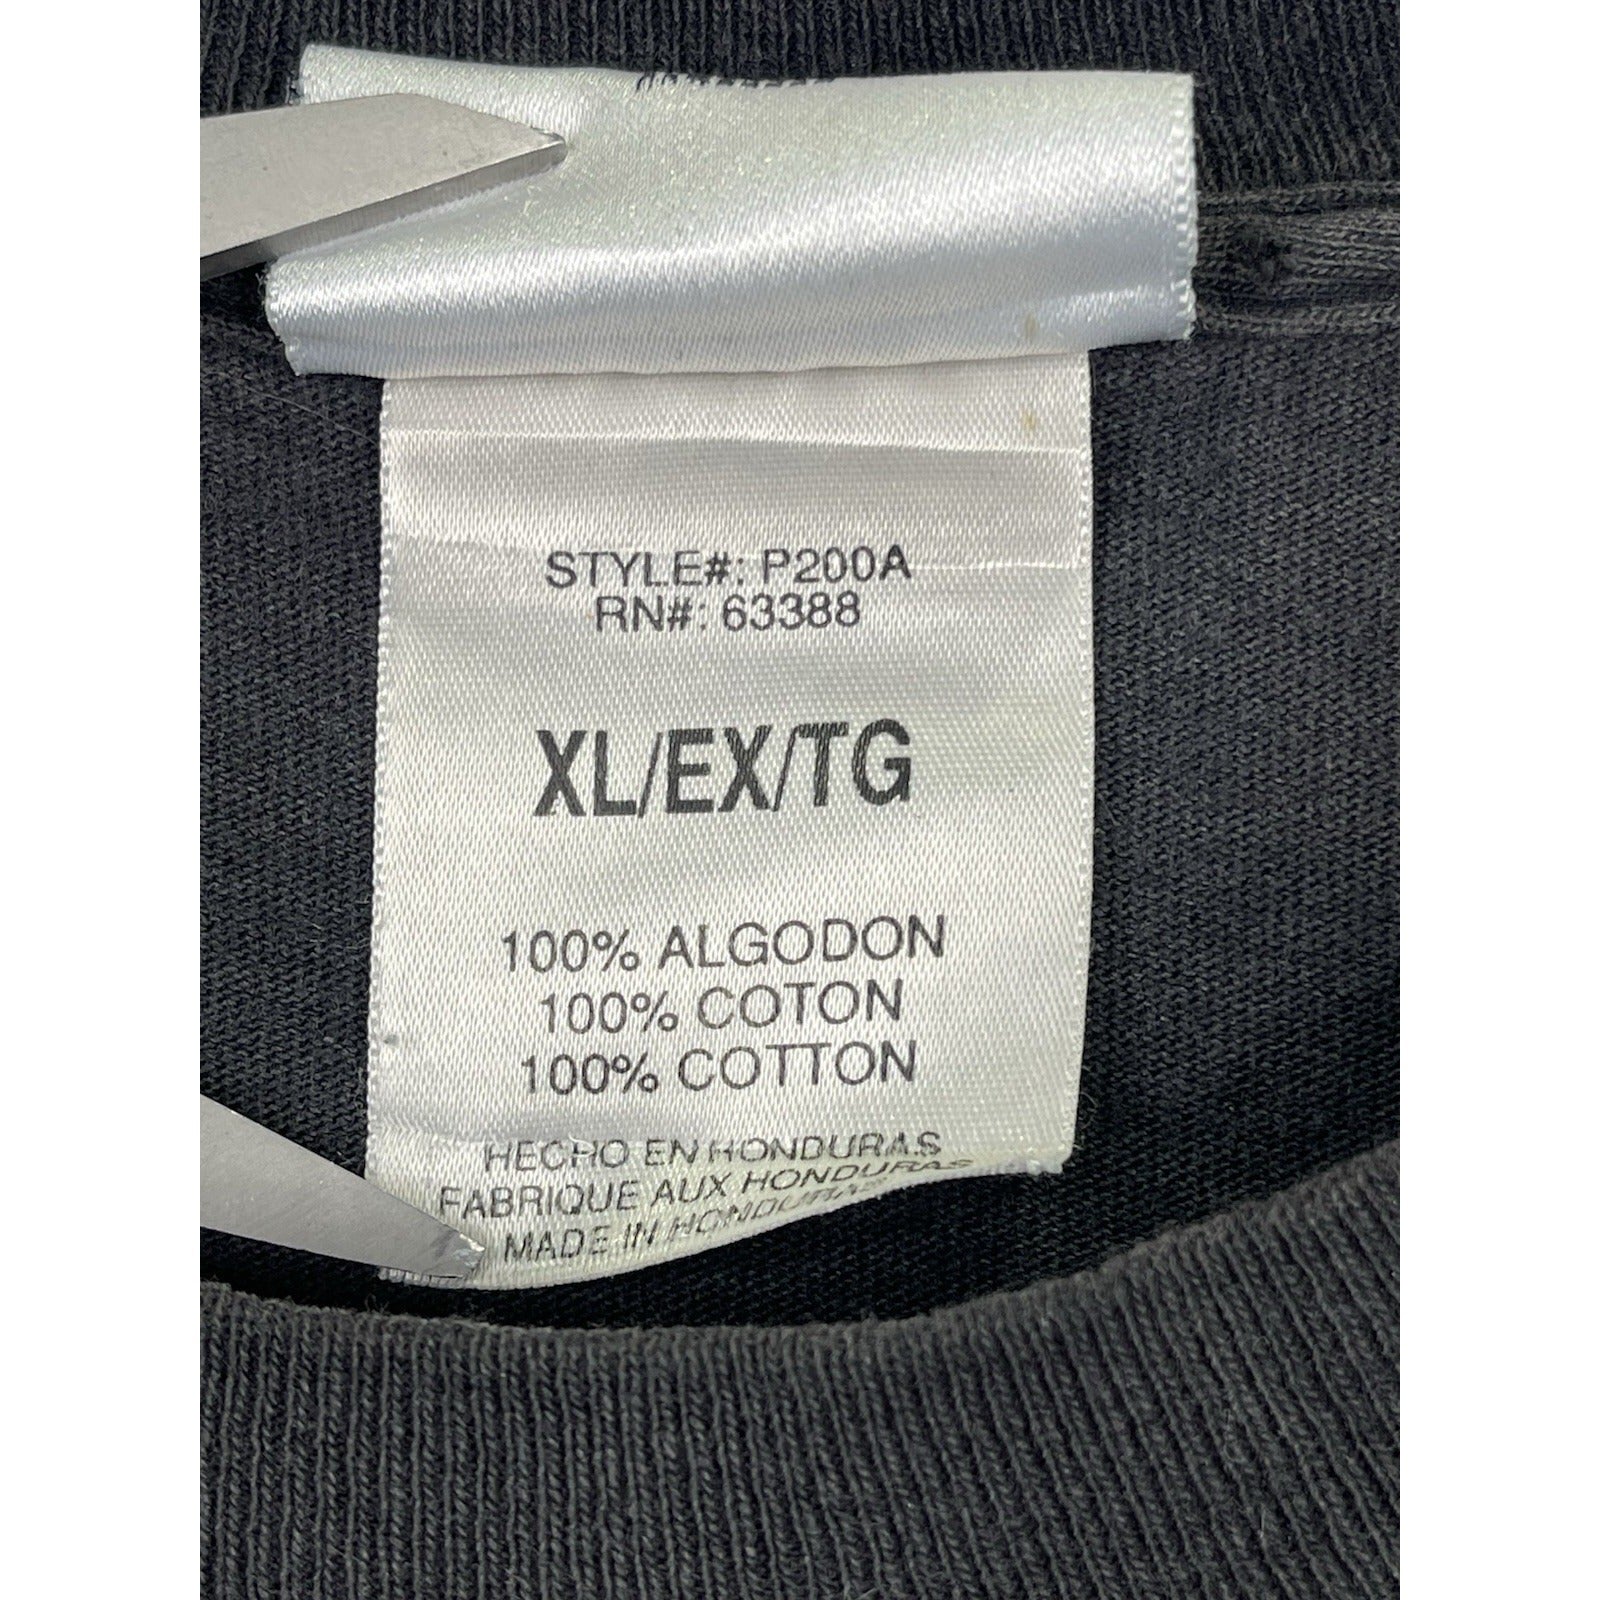 STYLE#: P200A
RN#: 63388
XL/EX/TG
100% ALGODON
100% COTON
100% COTTON
HECHO EN HONDURAS
FABRIQUE AUX HONDURAS
MADE IN HONDURAS